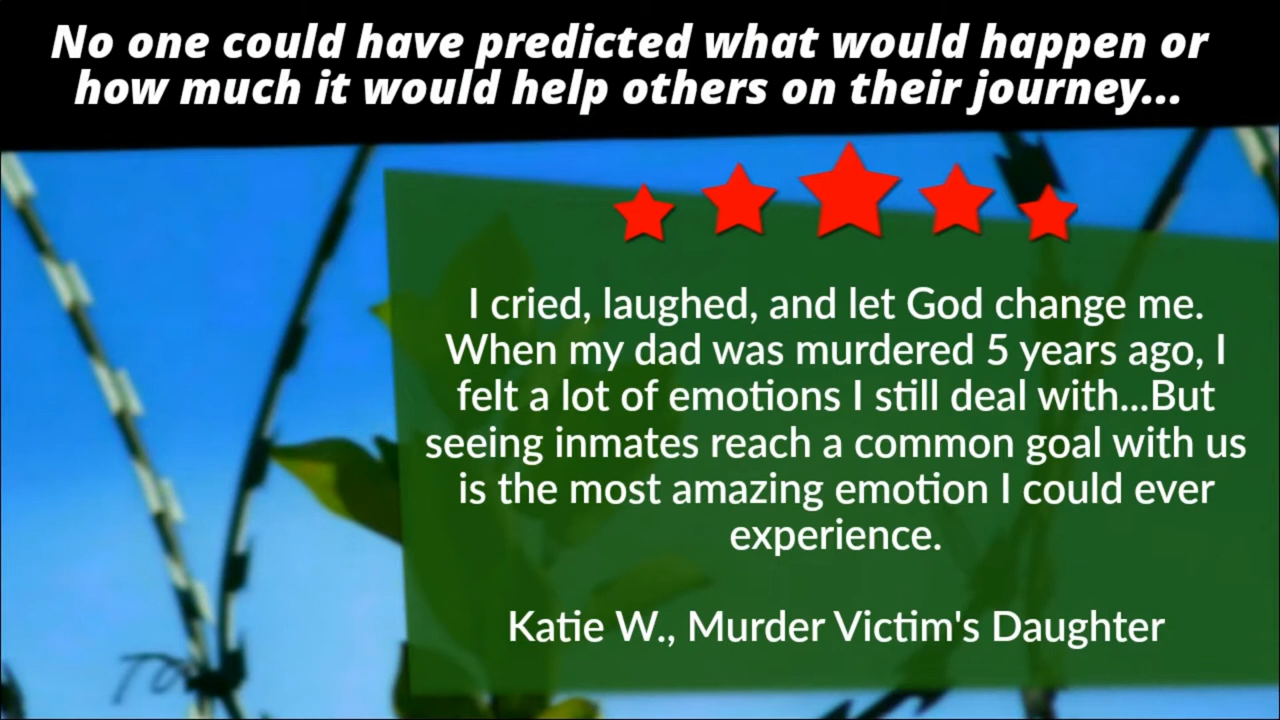 No one could have predicted what would happen or
how much it would help others on their journey...
I cried, laughed, and let God change me.
When my dad was murdered 5 years ago, I
felt a lot of emotions I still deal with...But
seeing inmates reach a common goal with us
is the most amazing emotion I could ever
experience.
Katie W., Murder Victim's Daughter